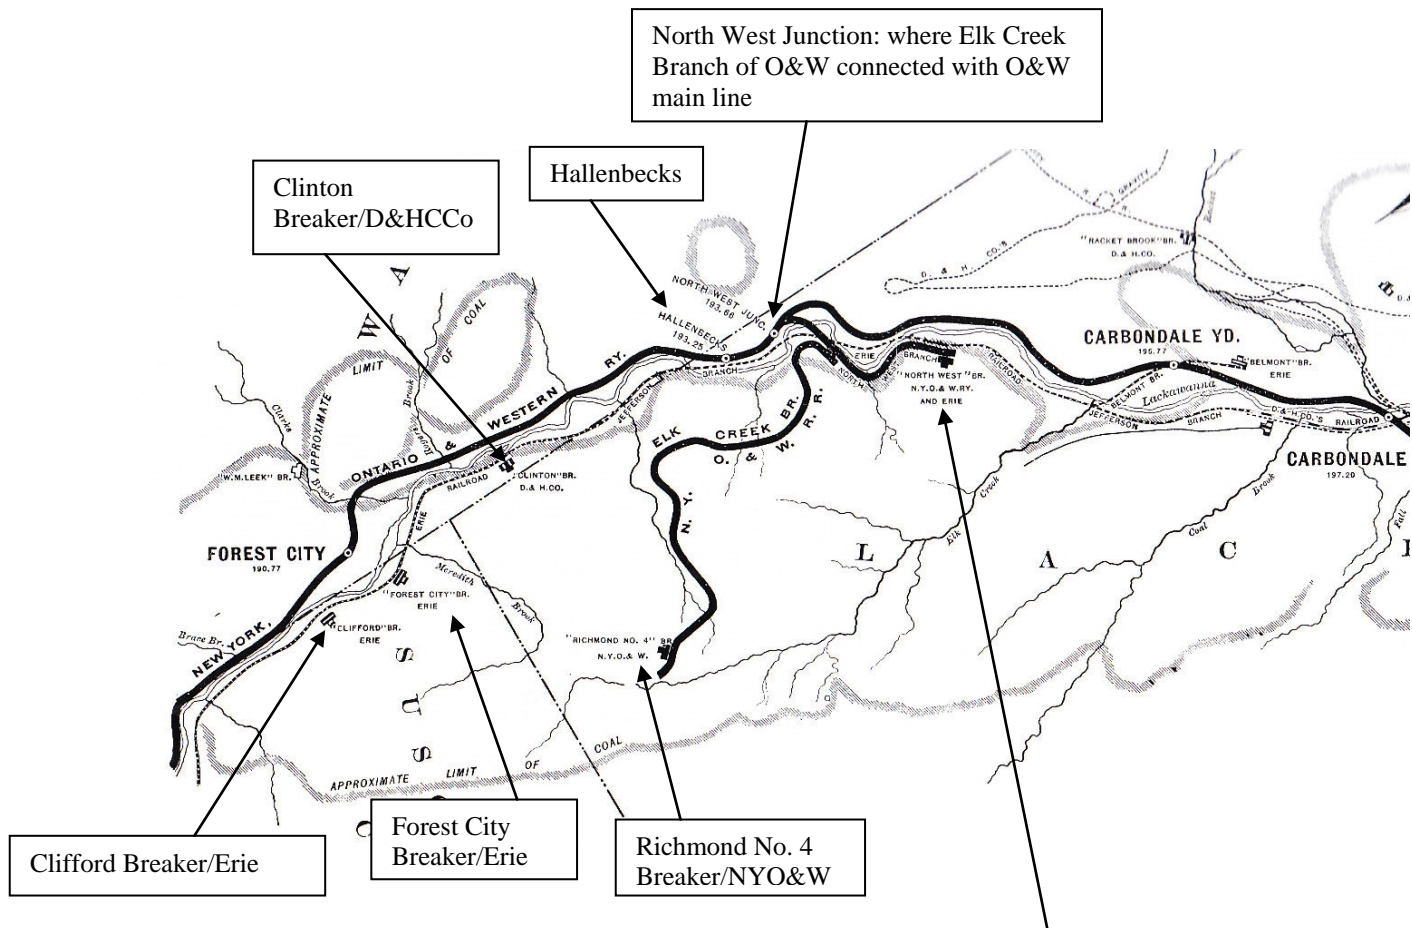 North West Junction: where Elk Creek
Branch of O&W connected with O&W
main line
Hallenbecks
Clinton
Breaker/D&HCCo
GRAVITY
R.
R
Racket
"RACKET BROOK" BR.
D. & H. CO.
D. & H. CO.'S
A
W
NORTH WEST JUNC.
193.66
HALLENBECKS
193.25
LIMIT OF COAL
APPROXIMATE
Brook
Clarks
Brook
"W.M.LEEK" BR.
NEW YORK, ONTARIO & WESTERN RY.
JEFFERSON BRANCH
ERIE RAILROAD
"CLINTON" BR.
D. & H. CO.
ERIE
NORTH WEST
BRANCH
RAILROAD
"NORTH WEST" BR.
N.Y.O. & W. RY.
AND ERIE
CARBONDALE YD.
195.77
"BELMONT" BR.
ERIE
BELMONT BR.
Lackawanna
JEFFERSON BRANCH
D. & H. CO.'S RAILROAD
CARBONDALE
197.20
ELK CREEK BR.
N. Y. O. & W. R. R.
Elk Creek
Coal Brook
Fall
L
A
C
FOREST CITY
190.77
Meredith
Brook
"FOREST CITY" BR.
ERIE
"CLIFFORD" BR.
ERIE
Brace Br.
"RICHMOND NO. 4" BR.
N.Y.O. & W.
S
U
S
APPROXIMATE LIMIT OF COAL
Clifford Breaker/Erie
Forest City
Breaker/Erie
Richmond No. 4
Breaker/NYO&W